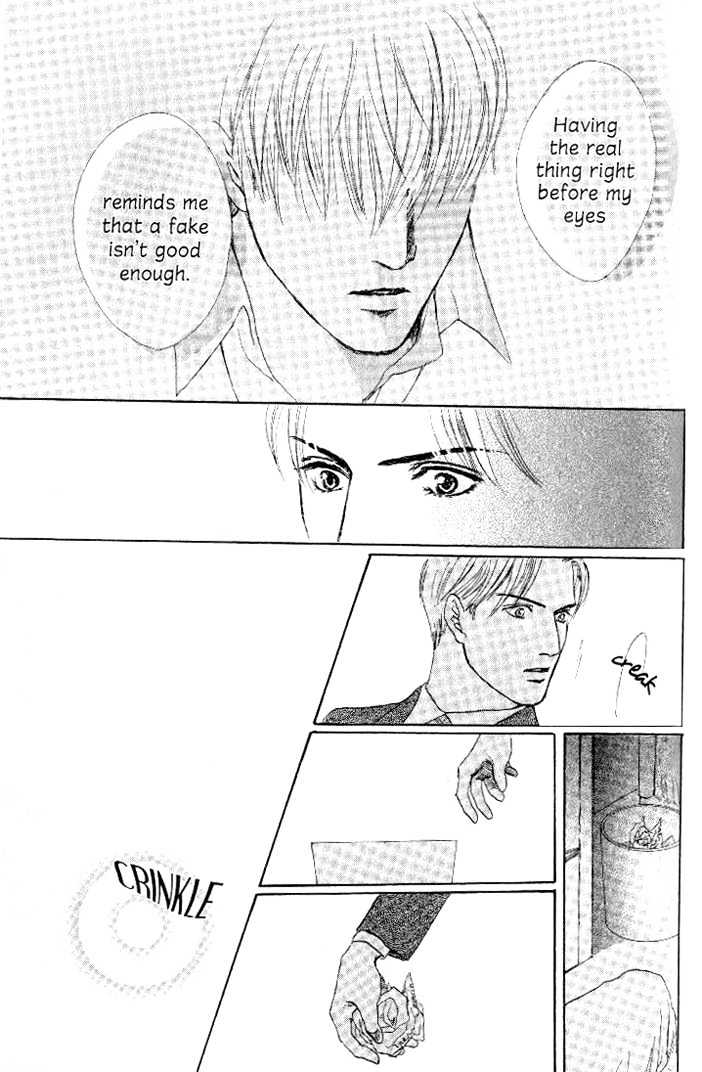 Having
the real
thing right
before my
eyes
reminds me
that a fake
isn't good
enough.
creak
CRINKLE